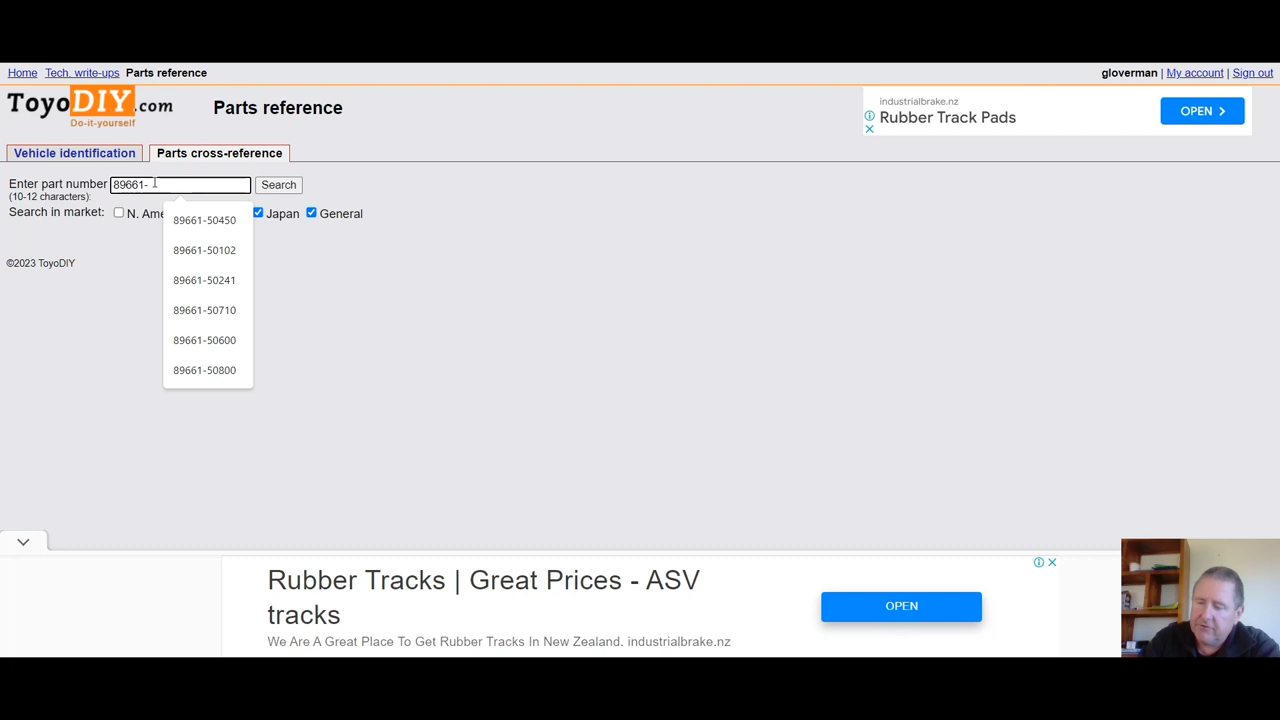 Home Tech. write-ups Parts reference
gloverman | My account | Sign out
ToyoDIY.com
Do-it-yourself
Parts reference
industrialbrake.nz
Rubber Track Pads
OPEN
Vehicle identification
Parts cross-reference
Enter part number 89661- Search
(10-12 characters):
Search in market: N. Ame Japan General
89661-50450
89661-50102
89661-50241
89661-50710
89661-50600
89661-50800
©2023 ToyoDIY
Rubber Tracks | Great Prices - ASV
tracks
We Are A Great Place To Get Rubber Tracks In New Zealand. industrialbrake.nz
OPEN